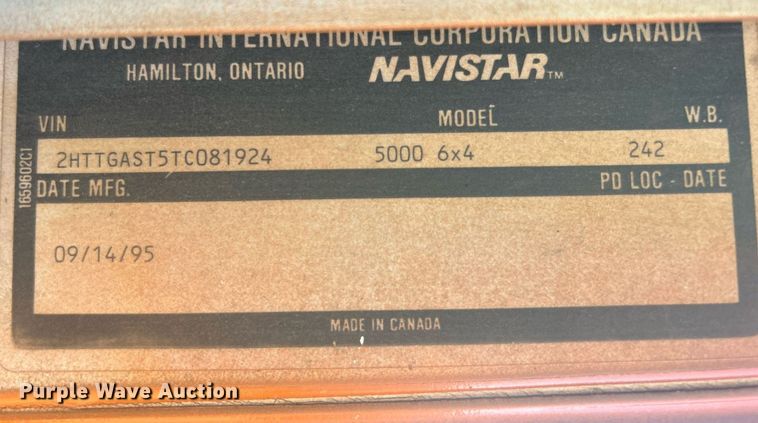 NAVISTAR INTERNATIONAL CORPORATION CANADA
HAMILTON, ONTARIO NAVISTAR™
VIN MODEL W.B.
2HTTGAST5TC081924 5000 6x4 242
DATE MFG. PD LOC - DATE
09/14/95
MADE IN CANADA
1659602C1
Purple Wave Auction